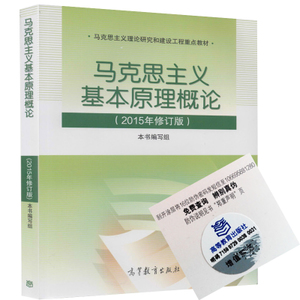 · 马克思主义理论研究和建设工程重点教材 ·
马克思主义
基本原理概论
(2015年修订版)
本书编写组
高等教育出版社
马克思主义基本原理概论
(2015年修订版)
本书编写组
免费查询 辨别真伪
高等教育出版社